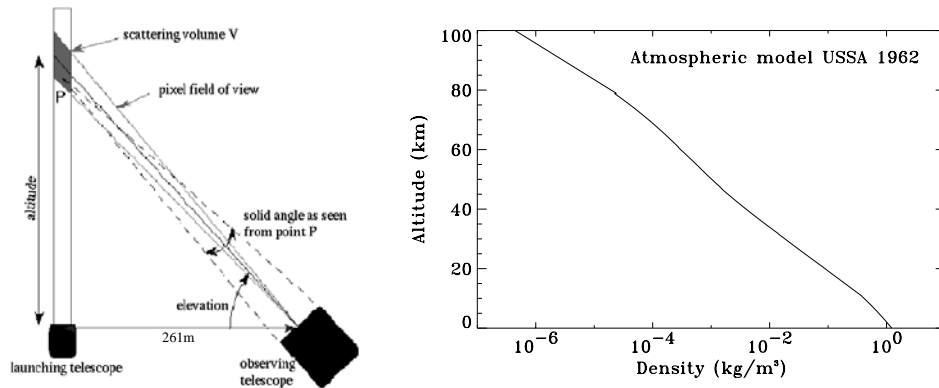 scattering volume V
pixel field of view
P
altitude
solid angle as seen
from point P
elevation
261m
launching telescope
observing
telescope
Atmospheric model USSA 1962
Altitude (km)
100
80
60
40
20
0
10⁻⁶
10⁻⁴
10⁻²
10⁰
Density (kg/m³)